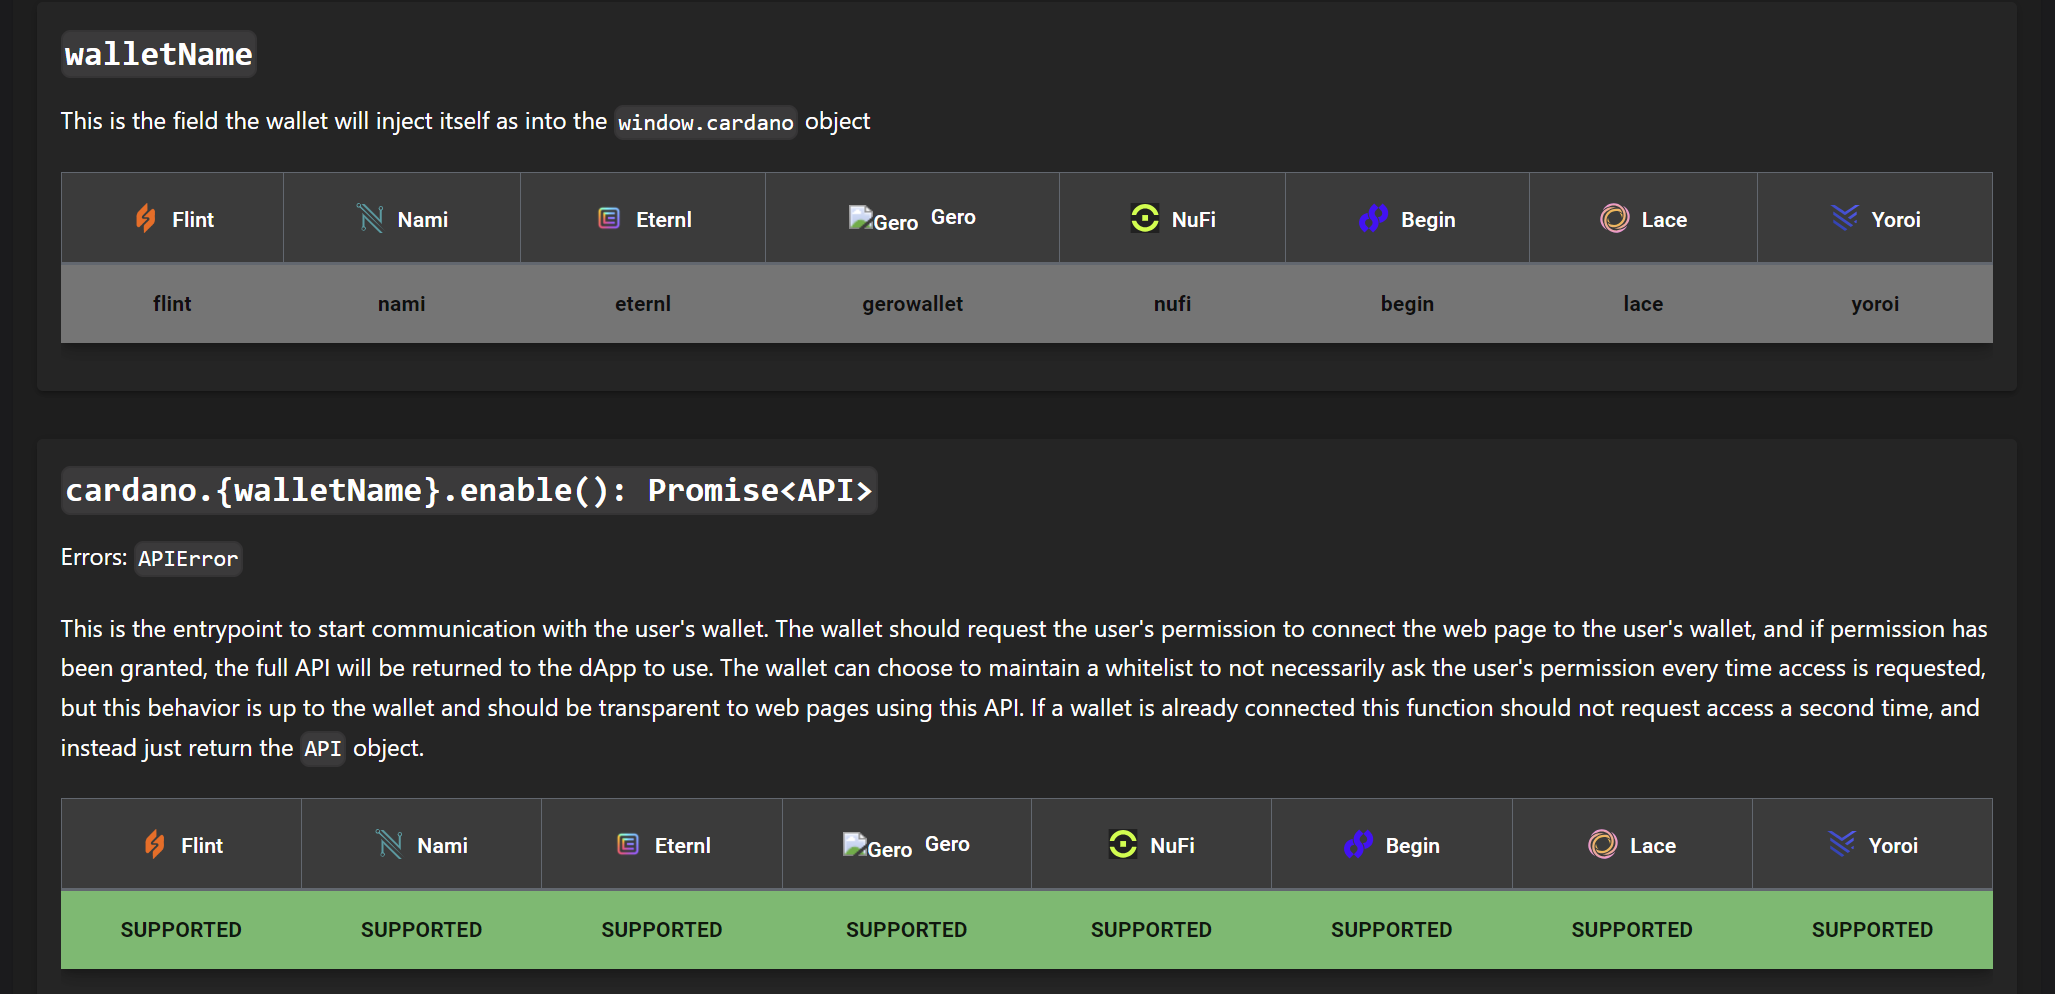 walletName
This is the field the wallet will inject itself as into the window.cardano object
Flint Nami Eternl Gero Gero NuFi Begin Lace Yoroi
flint nami eternl gerowallet nufi begin lace yoroi
cardano.{walletName}.enable(): Promise<API>
Errors: APIError
This is the entrypoint to start communication with the user's wallet. The wallet should request the user's permission to connect the web page to the user's wallet, and if permission has
been granted, the full API will be returned to the dApp to use. The wallet can choose to maintain a whitelist to not necessarily ask the user's permission every time access is requested,
but this behavior is up to the wallet and should be transparent to web pages using this API. If a wallet is already connected this function should not request access a second time, and
instead just return the API object.
Flint Nami Eternl Gero Gero NuFi Begin Lace Yoroi
SUPPORTED SUPPORTED SUPPORTED SUPPORTED SUPPORTED SUPPORTED SUPPORTED SUPPORTED